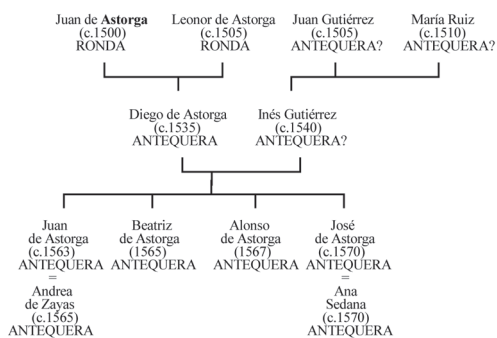 Juan de Astorga
(c.1500)
RONDA
Leonor de Astorga
(c.1505)
RONDA
Juan Gutiérrez
(c.1505)
ANTEQUERA?
María Ruiz
(c.1510)
ANTEQUERA?
Diego de Astorga
(c.1535)
ANTEQUERA
Inés Gutiérrez
(c.1540)
ANTEQUERA?
Juan
de Astorga
(c.1563)
ANTEQUERA
=
Andrea
de Zayas
(c.1565)
ANTEQUERA
Beatriz
de Astorga
(1565)
ANTEQUERA
Alonso
de Astorga
(1567)
ANTEQUERA
José
de Astorga
(c.1570)
ANTEQUERA
=
Ana
Sedana
(c.1570)
ANTEQUERA